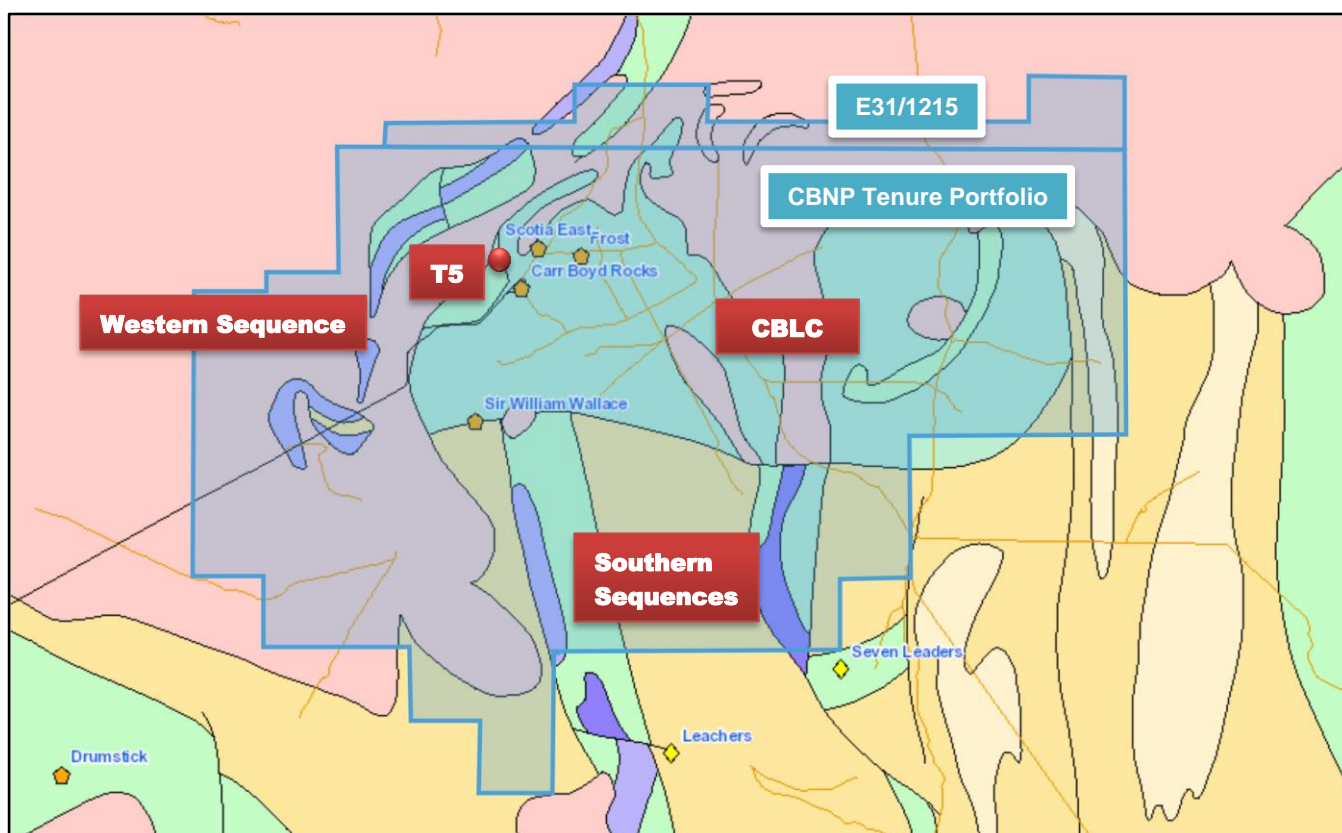 E31/1215
CBNP Tenure Portfolio
Scotia East
Frost
T5
Carr Boyd Rocks
Western Sequence
CBLC
Sir William Wallace
Southern
Sequences
Seven Leaders
Leachers
Drumstick